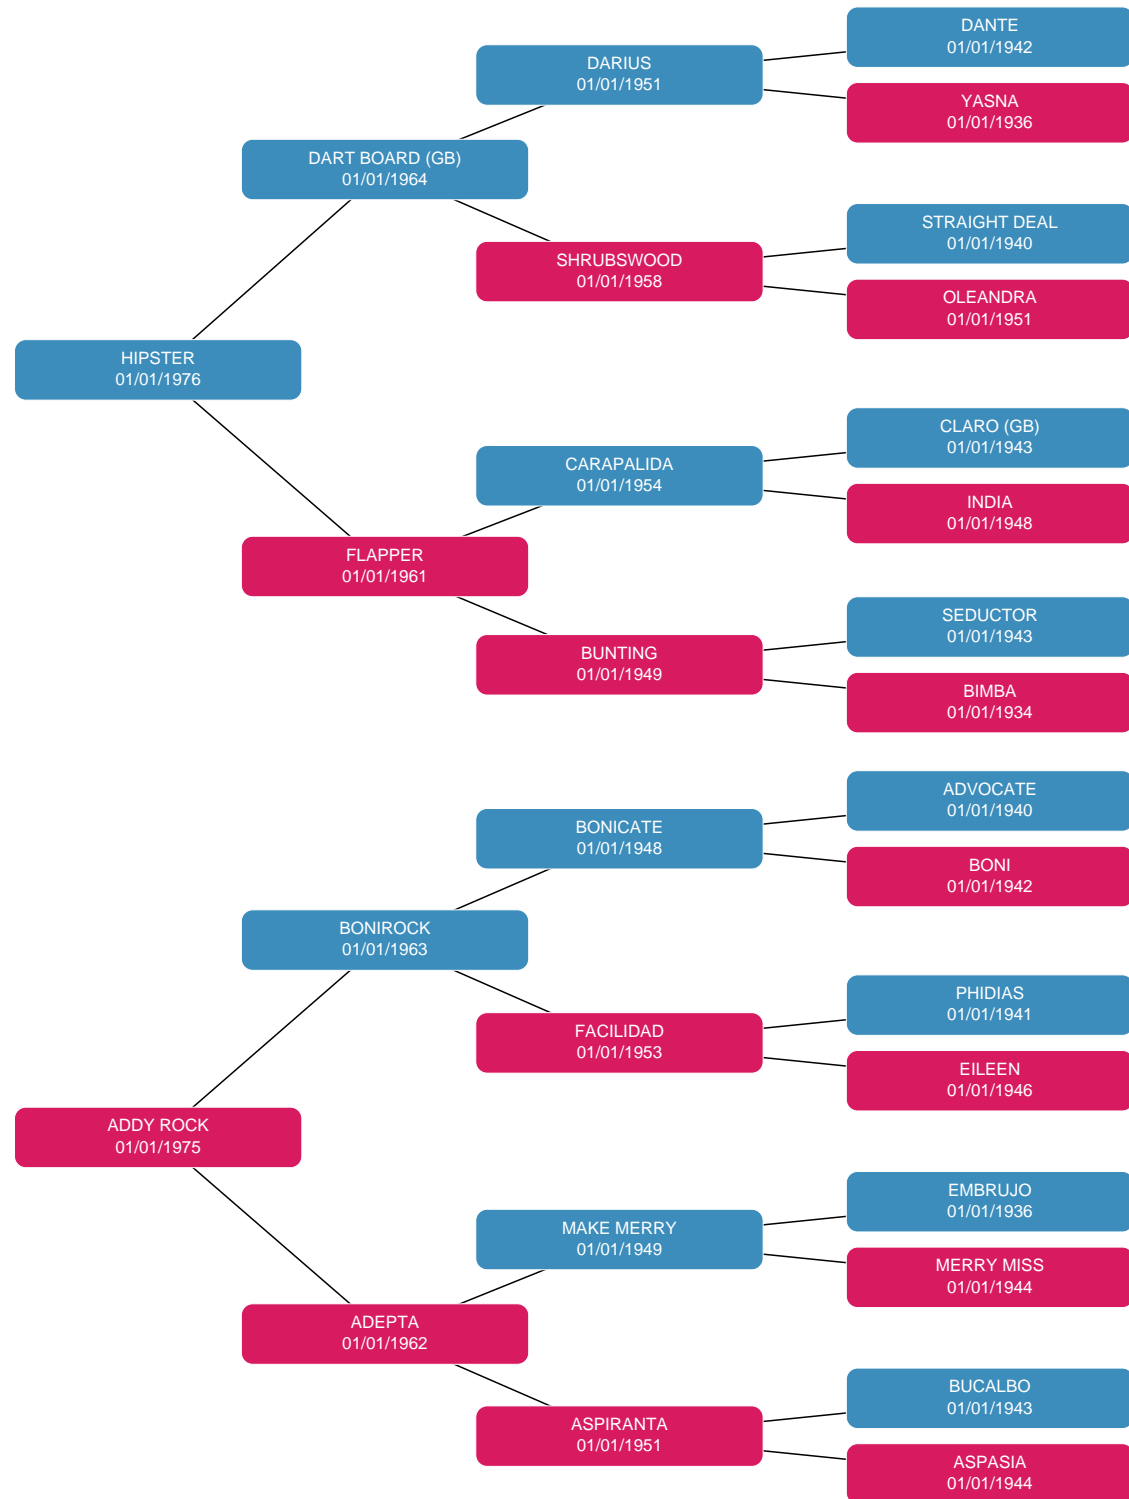 DANTE
01/01/1942
DARIUS
01/01/1951
YASNA
01/01/1936
DART BOARD (GB)
01/01/1964
STRAIGHT DEAL
01/01/1940
SHRUBSWOOD
01/01/1958
OLEANDRA
01/01/1951
HIPSTER
01/01/1976
CLARO (GB)
01/01/1943
CARAPALIDA
01/01/1954
INDIA
01/01/1948
FLAPPER
01/01/1961
SEDUCTOR
01/01/1943
BUNTING
01/01/1949
BIMBA
01/01/1934
ADVOCATE
01/01/1940
BONICATE
01/01/1948
BONI
01/01/1942
BONIROCK
01/01/1963
PHIDIAS
01/01/1941
FACILIDAD
01/01/1953
EILEEN
01/01/1946
ADDY ROCK
01/01/1975
EMBRUJO
01/01/1936
MAKE MERRY
01/01/1949
MERRY MISS
01/01/1944
ADEPTA
01/01/1962
BUCALBO
01/01/1943
ASPIRANTA
01/01/1951
ASPASIA
01/01/1944